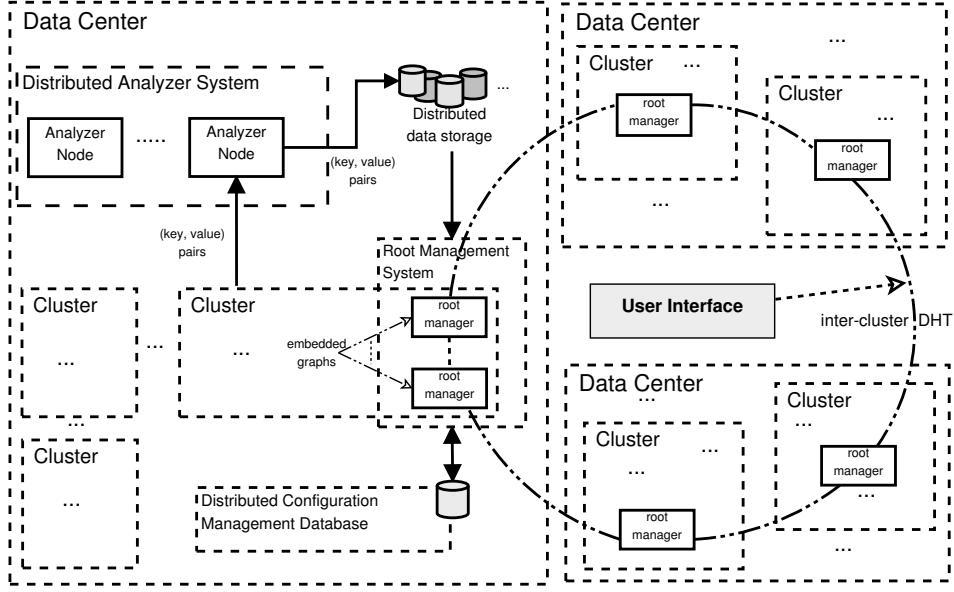 Data Center
Distributed Analyzer System
Analyzer
Node
.....
Analyzer
Node
...
Distributed
data storage
(key, value)
pairs
(key, value)
pairs
Root Management
System
Cluster
...
...
Cluster
...
embedded
graphs
root
manager
root
manager
...
Cluster
...
Distributed Configuration
Management Database
Data Center
...
Cluster
...
root
manager
...
Cluster
...
root
manager
User Interface
inter-cluster DHT
Data Center
...
Cluster
...
...
root
manager
Cluster
...
root
manager
...
...